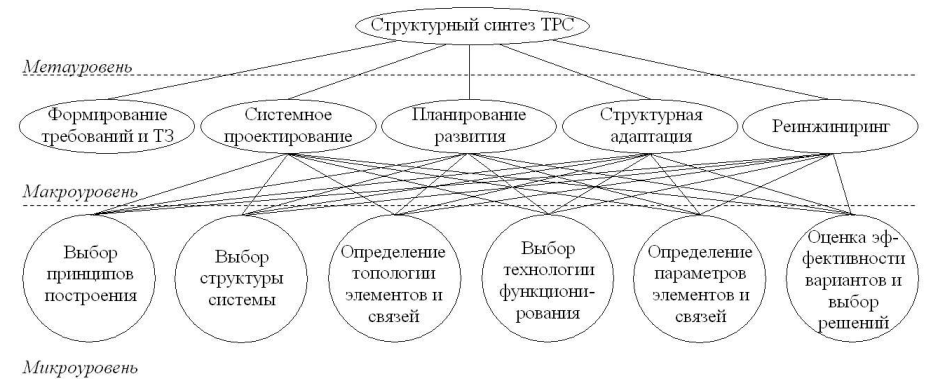 Структурный синтез ТРС
Метауровень
Формирование
требований и ТЗ
Системное
проектирование
Планирование
развития
Структурная
адаптация
Реинжиниринг
Макроуровень
Выбор
принципов
построения
Выбор
структуры
системы
Определение
топологии
элементов и
связей
Выбор
технологии
функциони-
рования
Определение
параметров
элементов и
связей
Оценка эф-
фективности
вариантов и
выбор
решений
Микроуровень